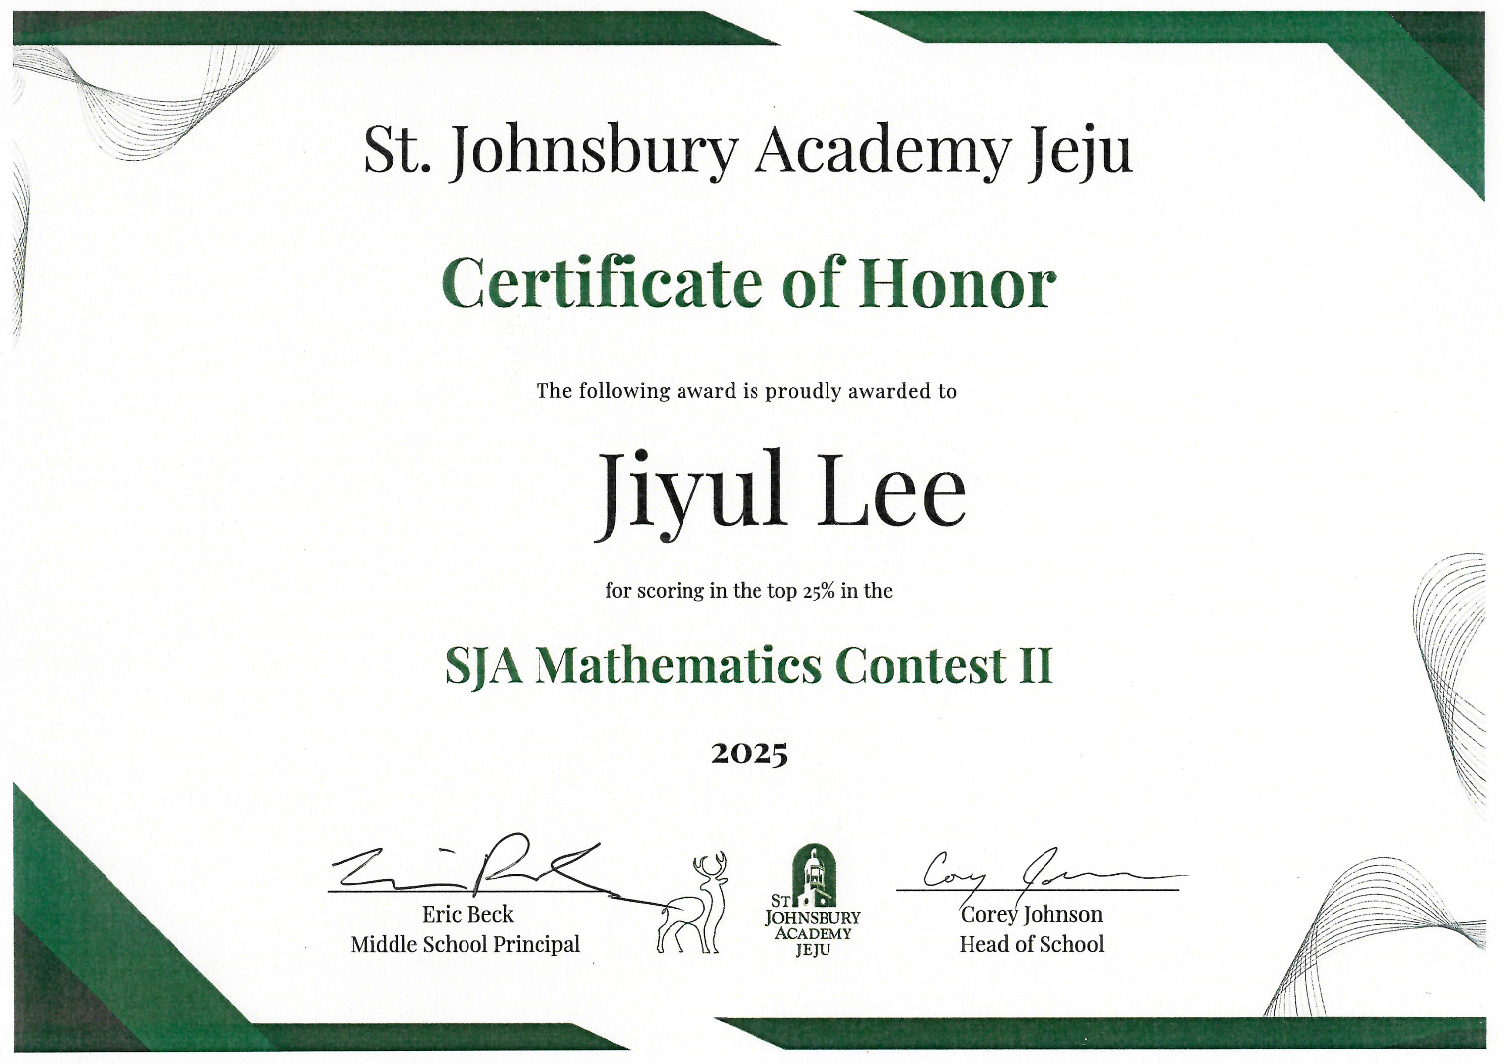 St. Johnsbury Academy Jeju
Certificate of Honor
The following award is proudly awarded to
Jiyul Lee
for scoring in the top 25% in the
SJA Mathematics Contest II
2025
Eric Beck
Middle School Principal
ST
JOHNSBURY
ACADEMY
JEJU
Corey Johnson
Head of School